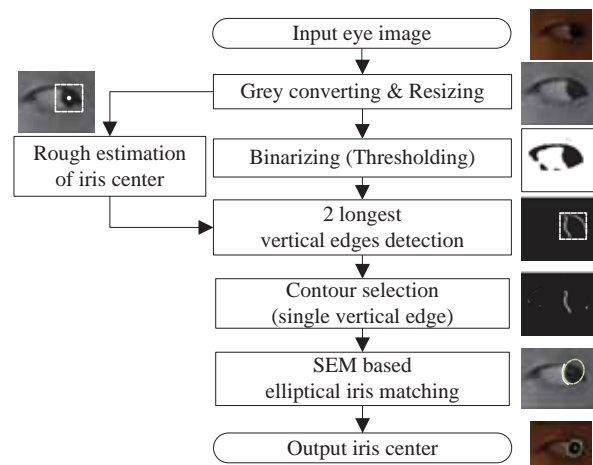 Input eye image
Grey converting & Resizing
Rough estimation
of iris center
Binarizing (Thresholding)
2 longest
vertical edges detection
Contour selection
(single vertical edge)
SEM based
elliptical iris matching
Output iris center